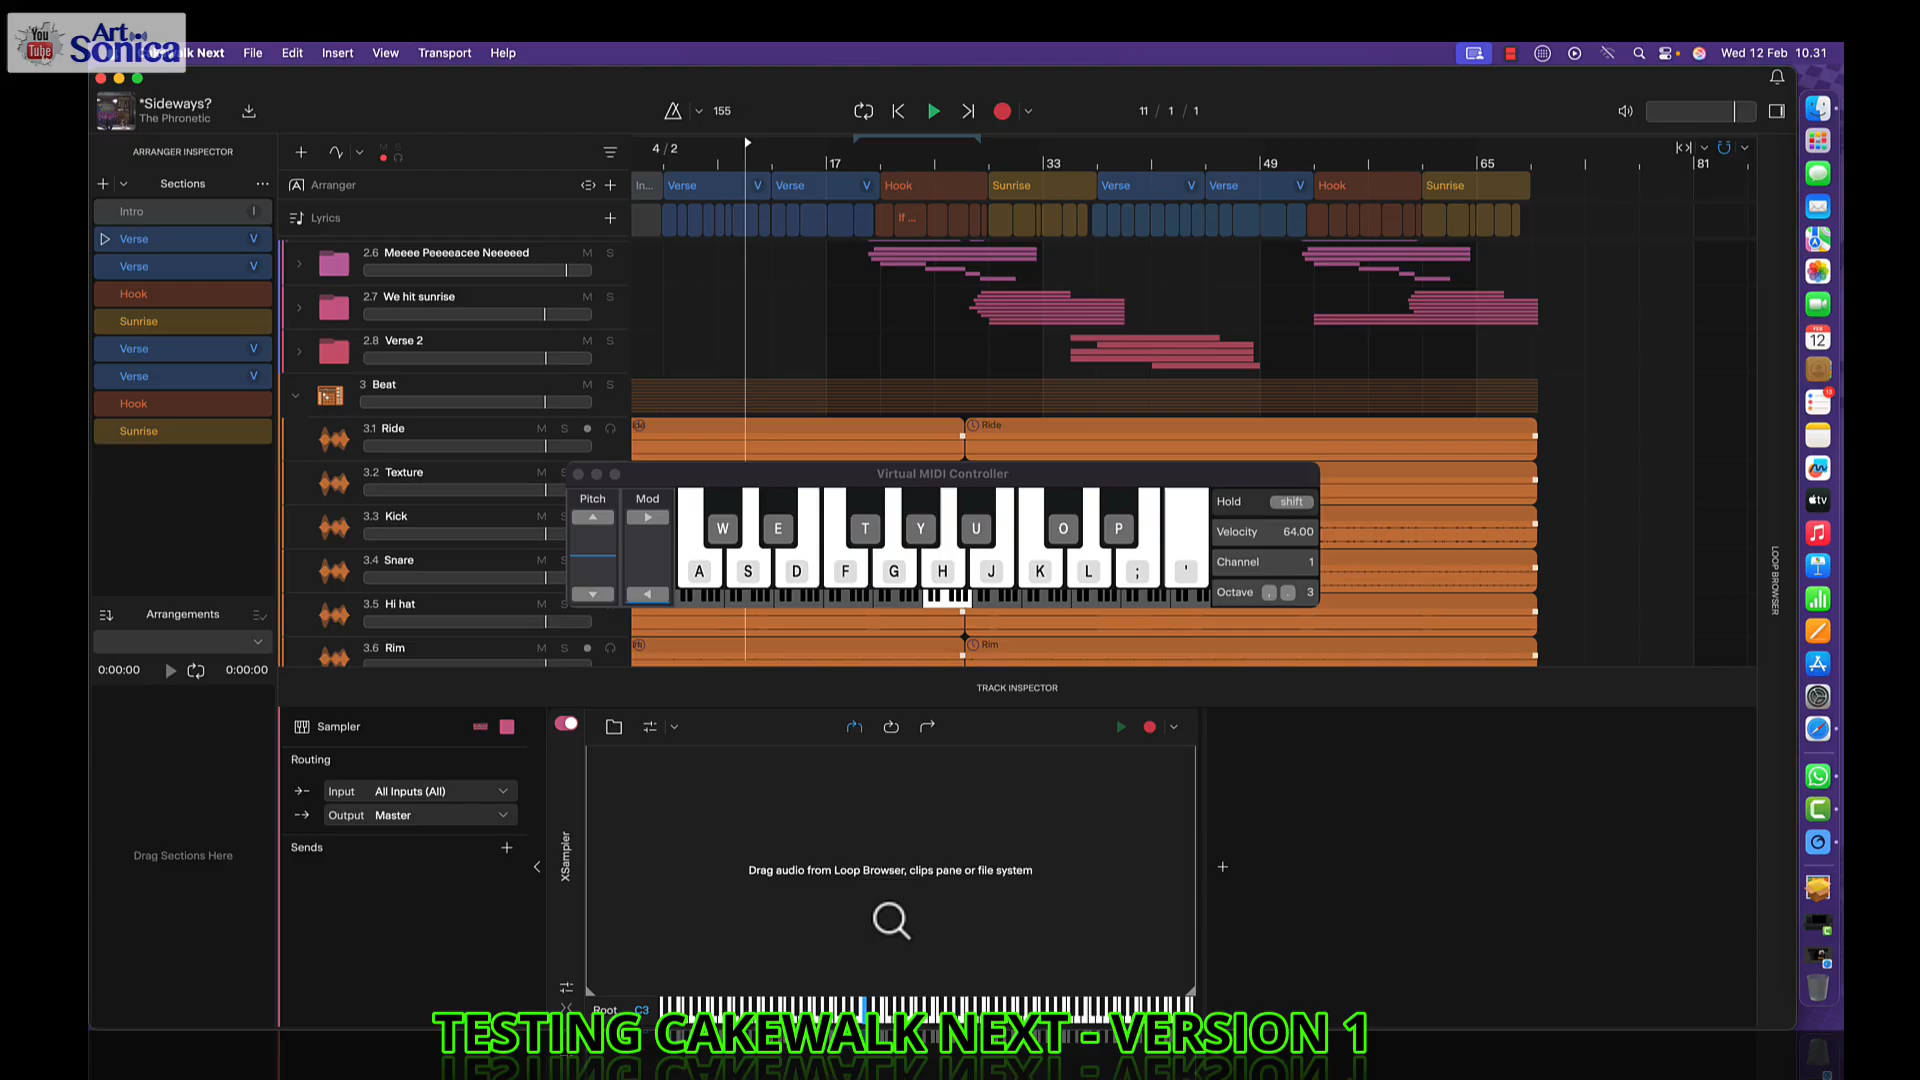 You
Tube
Art
Sonica
Next File Edit Insert View Transport Help
Wed 12 Feb 10.31
*Sideways?
The Phronetic
155
11 / 1 / 1
ARRANGER INSPECTOR
4 / 2
17 33 49 65 81
Sections
Arranger
In... Verse V Verse V Hook Sunrise Verse V Verse V Hook Sunrise
Intro I
Lyrics
If ...
Verse V
Verse V
Hook
Sunrise
Verse V
Verse V
Hook
Sunrise
2.6 Meeee Peeeeacee Neeeeed M S
2.7 We hit sunrise M S
2.8 Verse 2 M S
3 Beat M S
3.1 Ride M S
Ride
3.2 Texture M S
3.3 Kick M S
3.4 Snare M S
3.5 Hi hat M S
3.6 Rim M S
Rim
Virtual MIDI Controller
Pitch Mod
W E T Y U O P
A S D F G H J K L ; '
Hold shift
Velocity 64.00
Channel 1
Octave , . 3
Arrangements
0:00:00 0:00:00
Drag Sections Here
TRACK INSPECTOR
Sampler
Routing
Input All Inputs (All)
Output Master
Sends
XSampler
Drag audio from Loop Browser, clips pane or file system
Root C3
LOOP BROWSER
FEB
12
tv
TESTING CAKEWALK NEXT - VERSION 1